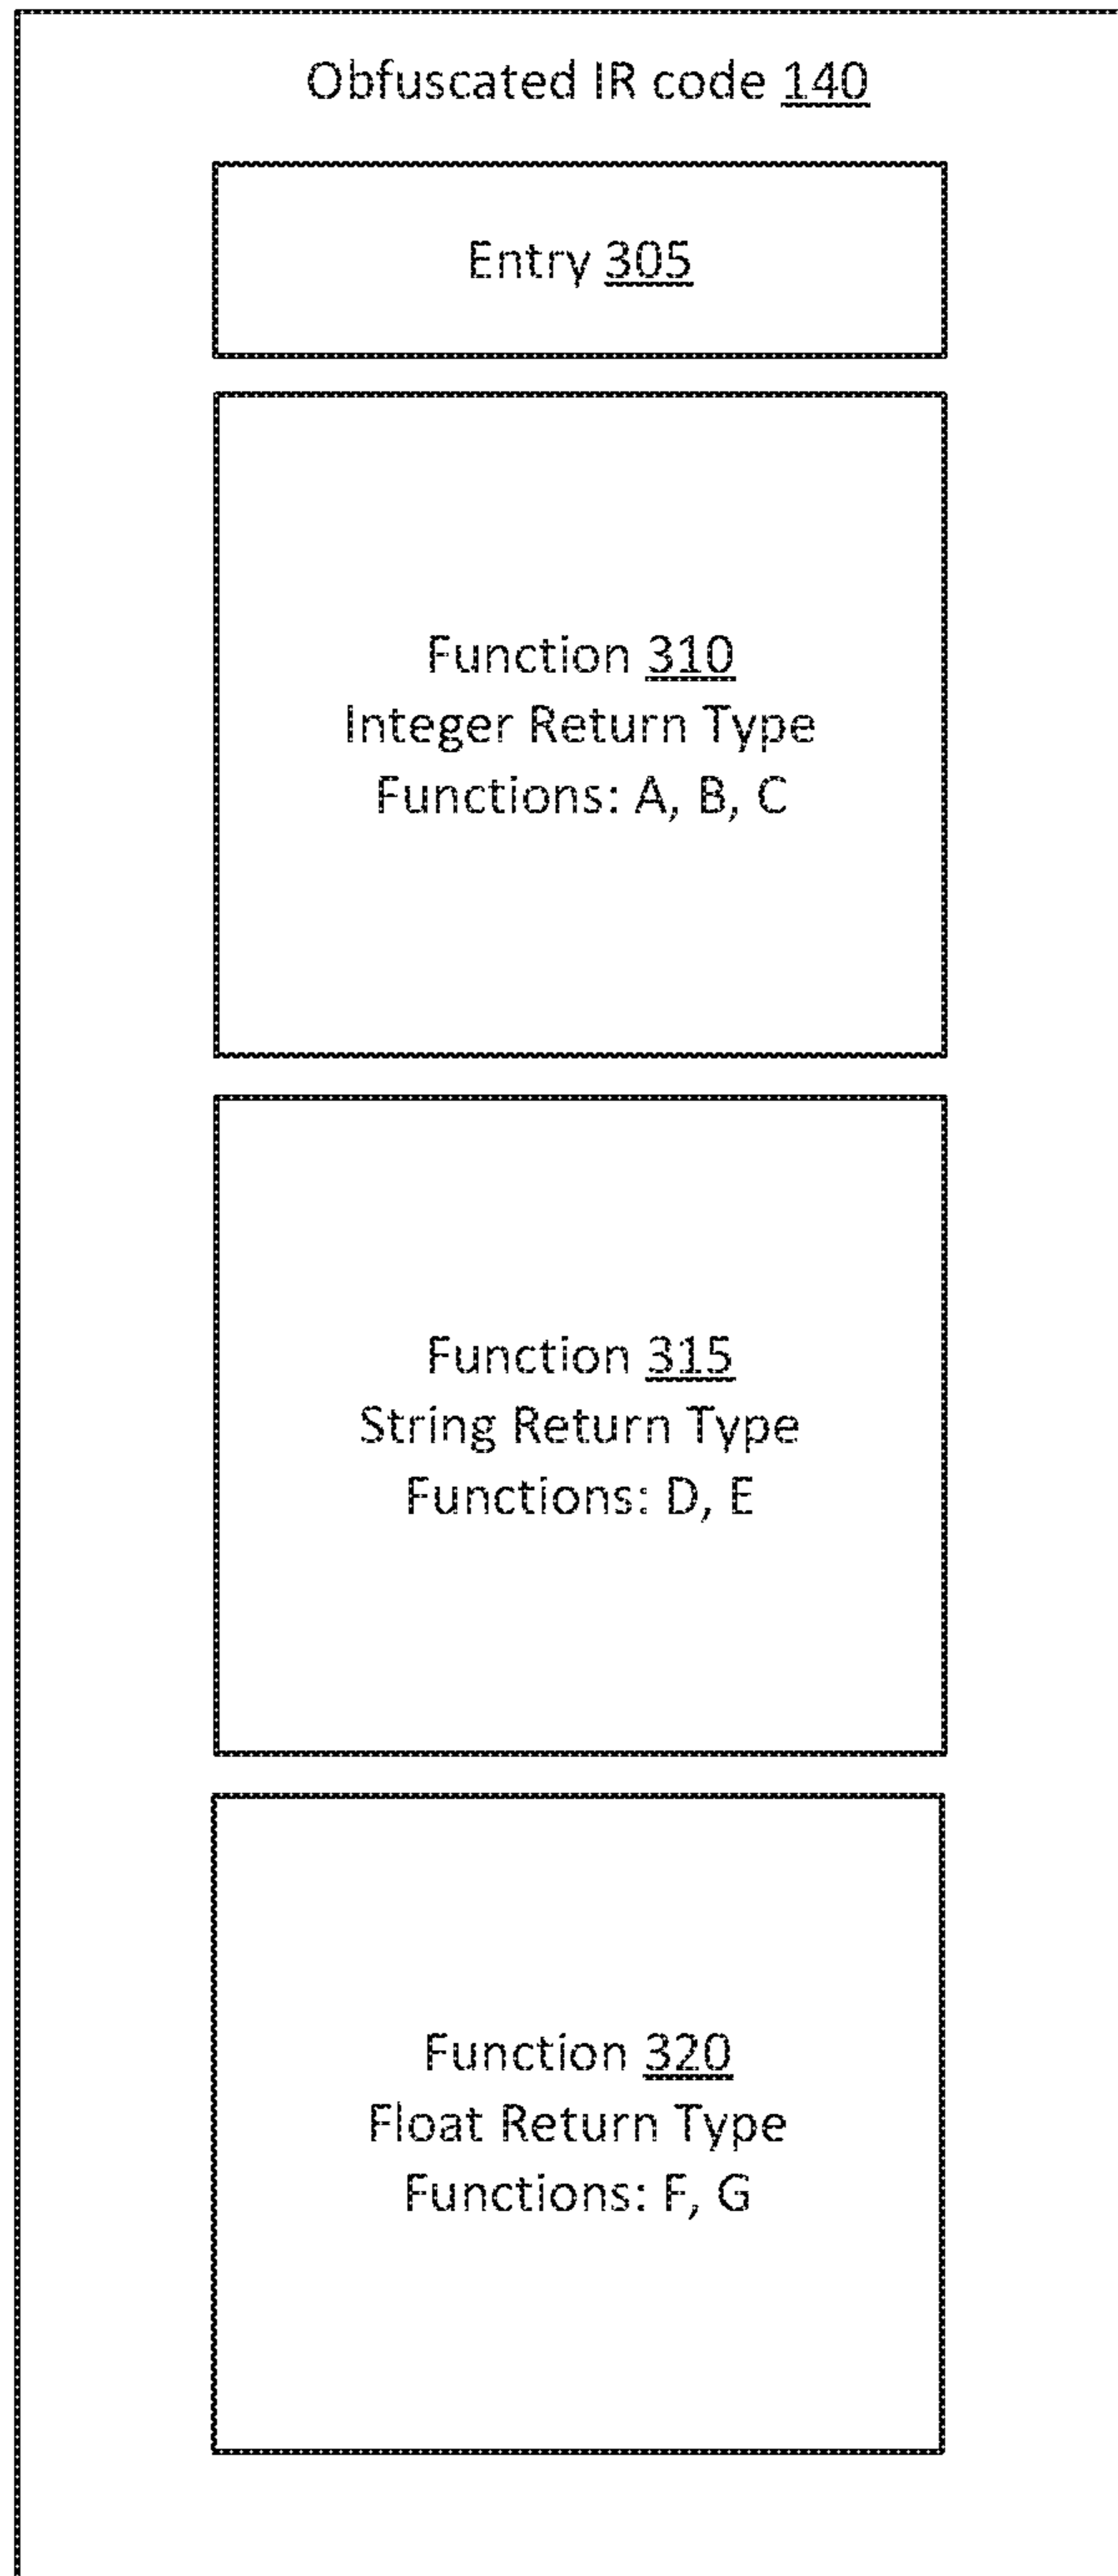 Obfuscated IR code 140
Entry 305
Function 310
Integer Return Type
Functions: A, B, C
Function 315
String Return Type
Functions: D, E
Function 320
Float Return Type
Functions: F, G